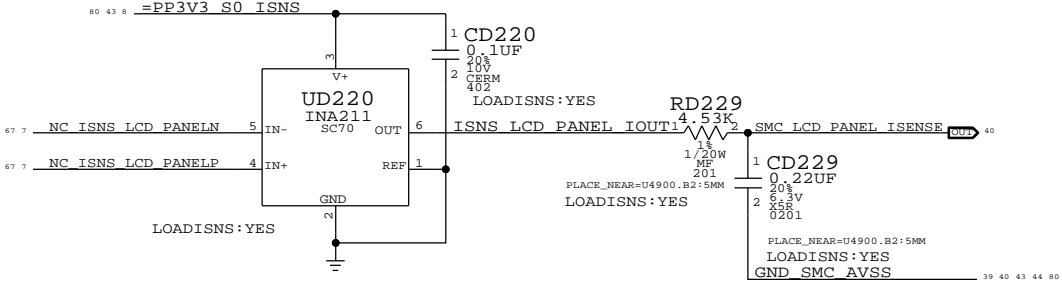 80 43 8 =PP3V3_S0_ISNS
1 CD220
0.1UF
20%
10V
2 CERM
402
LOADISNS:YES
3
V+
UD220
INA211
SC70
67 7 NC_ISNS_LCD_PANELN 5 IN-
OUT 6 ISNS_LCD_PANEL_IOUT
67 7 NC_ISNS_LCD_PANELP 4 IN+
REF 1
GND
2
LOADISNS:YES
RD229
4.53K
1 2
1%
1/20W
MF
201
PLACE_NEAR=U4900.B2:5MM
LOADISNS:YES
SMC_LCD_PANEL_ISENSE OUT 40
1 CD229
0.22UF
20%
6.3V
2 X5R
0201
PLACE_NEAR=U4900.B2:5MM
LOADISNS:YES
GND_SMC_AVSS 39 40 43 44 80